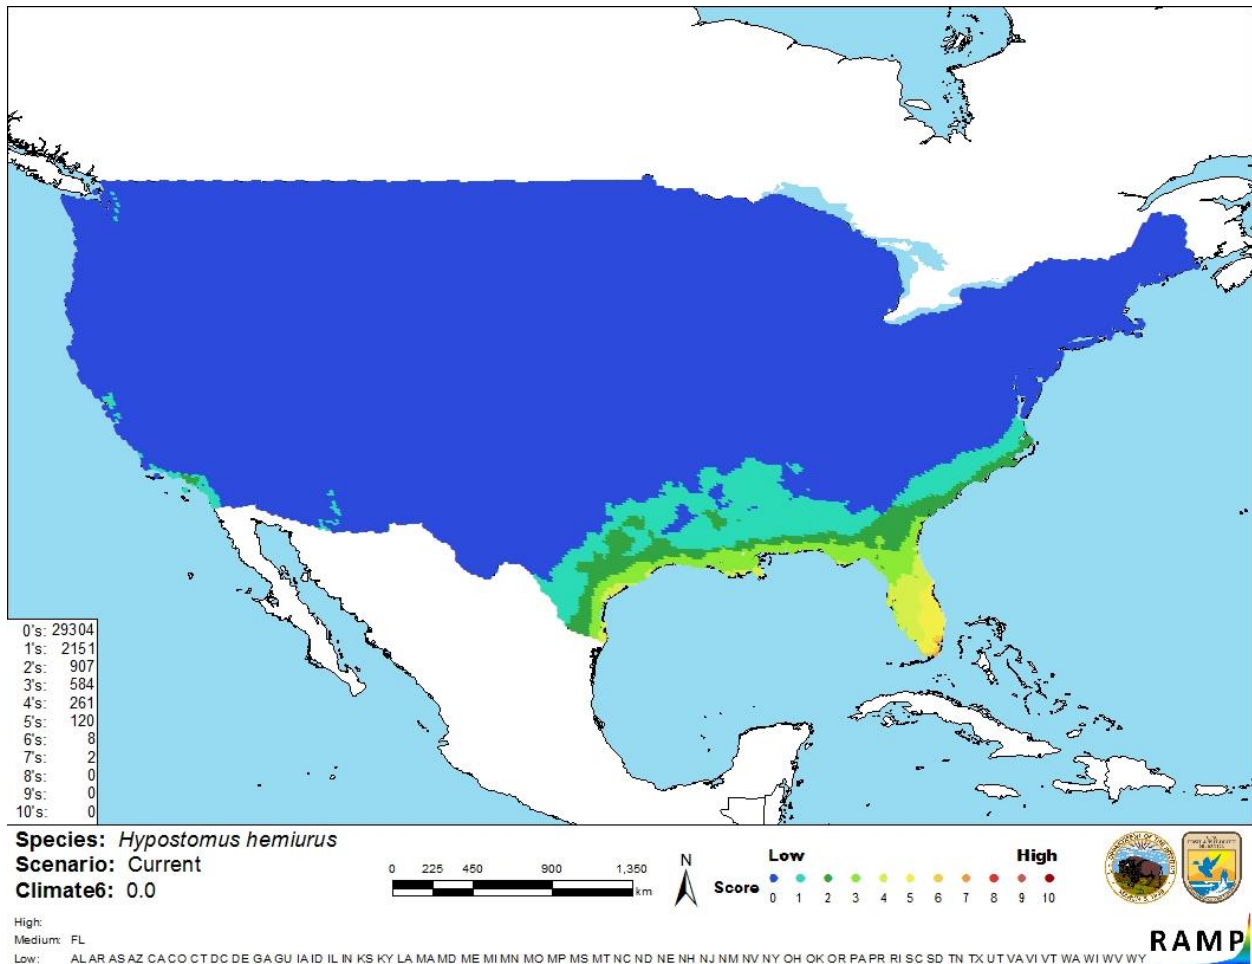 0's: 29304
1's: 2151
2's: 907
3's: 584
4's: 261
5's: 120
6's: 8
7's: 2
8's: 0
9's: 0
10's: 0
Species: Hypostomus hemiurus
Scenario: Current
Climate6: 0.0
0 225 450 900 1,350
km
N
Low High
Score
0 1 2 3 4 5 6 7 8 9 10
High:
Medium: FL
Low: AL AR AS AZ CA CO CT DC DE GA GU IA ID IL IN KS KY LA MA MD ME MI MN MO MP MS MT NC ND NE NH NJ NM NV NY OH OK OR PA PR RI SC SD TN TX UT VA VI VT WA WI WV WY
RAMP